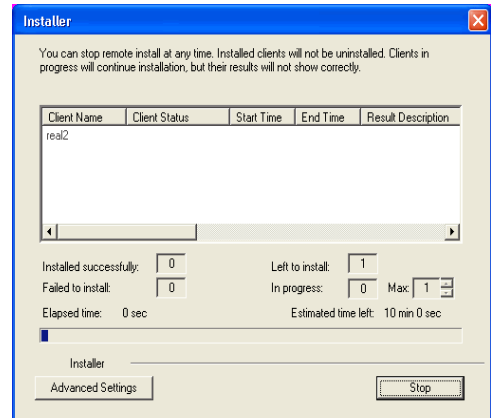 Installer
You can stop remote install at any time. Installed clients will not be uninstalled. Clients in
progress will continue installation, but their results will not show correctly.
Client Name Client Status Start Time End Time Result Description
real2
Installed successfully: 0 Left to install: 1
Failed to install: 0 In progress: 0 Max: 1
Elapsed time: 0 sec Estimated time left: 10 min 0 sec
Installer
Advanced Settings Stop